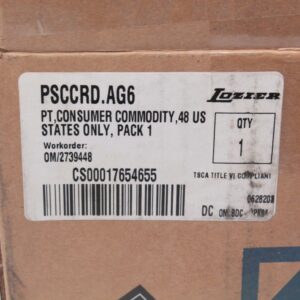 PSCCRD.AG6
LOZIER
PT,CONSUMER COMMODITY,48 US
STATES ONLY, PACK 1
QTY
1
Workorder:
OM/2739448
CS00017654655
TSCA TITLE VI COMPLIANT
DC